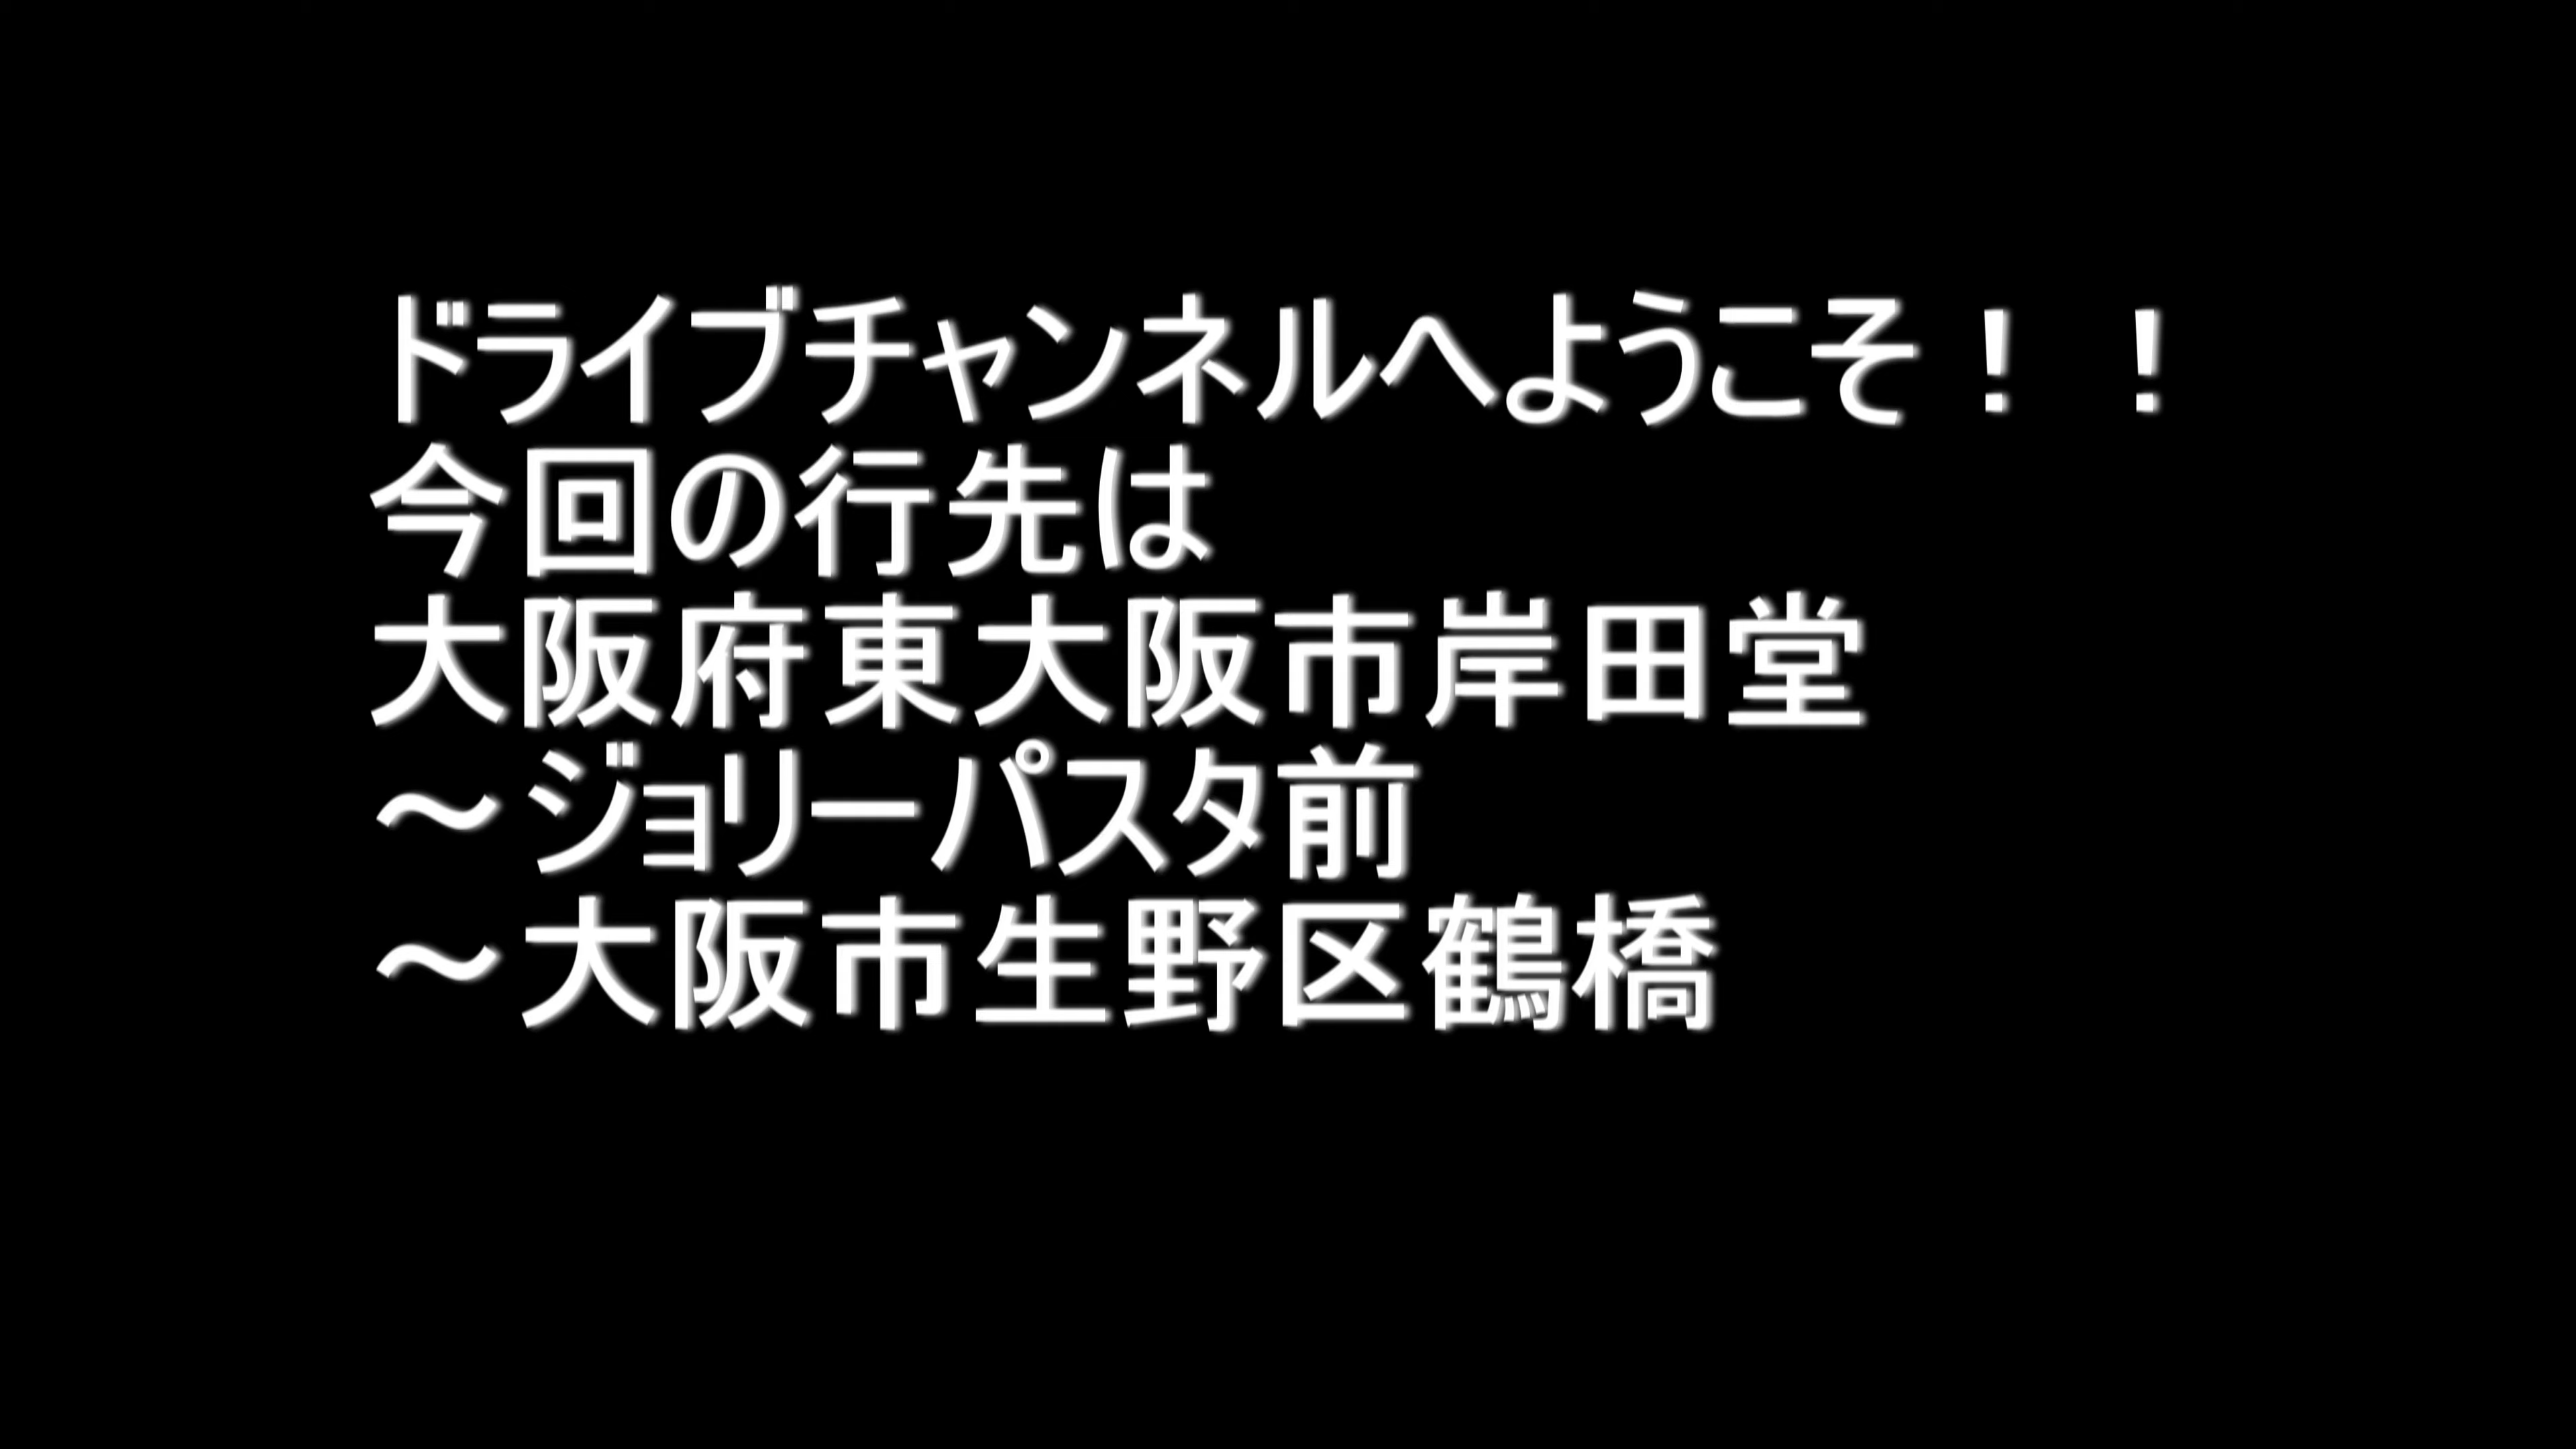 ドライブチャンネルへようこそ！！
今回の行先は
大阪府東大阪市岸田堂
～ジョリーパスタ前
～大阪市生野区鶴橋